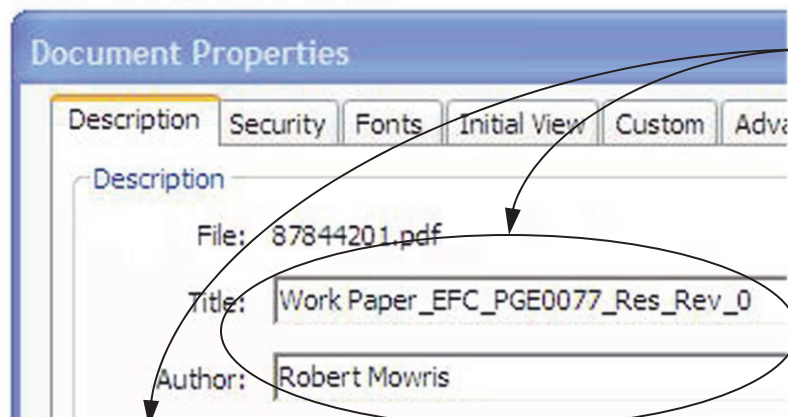 Document Properties
Description Security Fonts Initial View Custom
Description
File: 87844201.pdf
Title: Work Paper_EFC_PGE0077_Res_Rev_0
Author: Robert Mowris